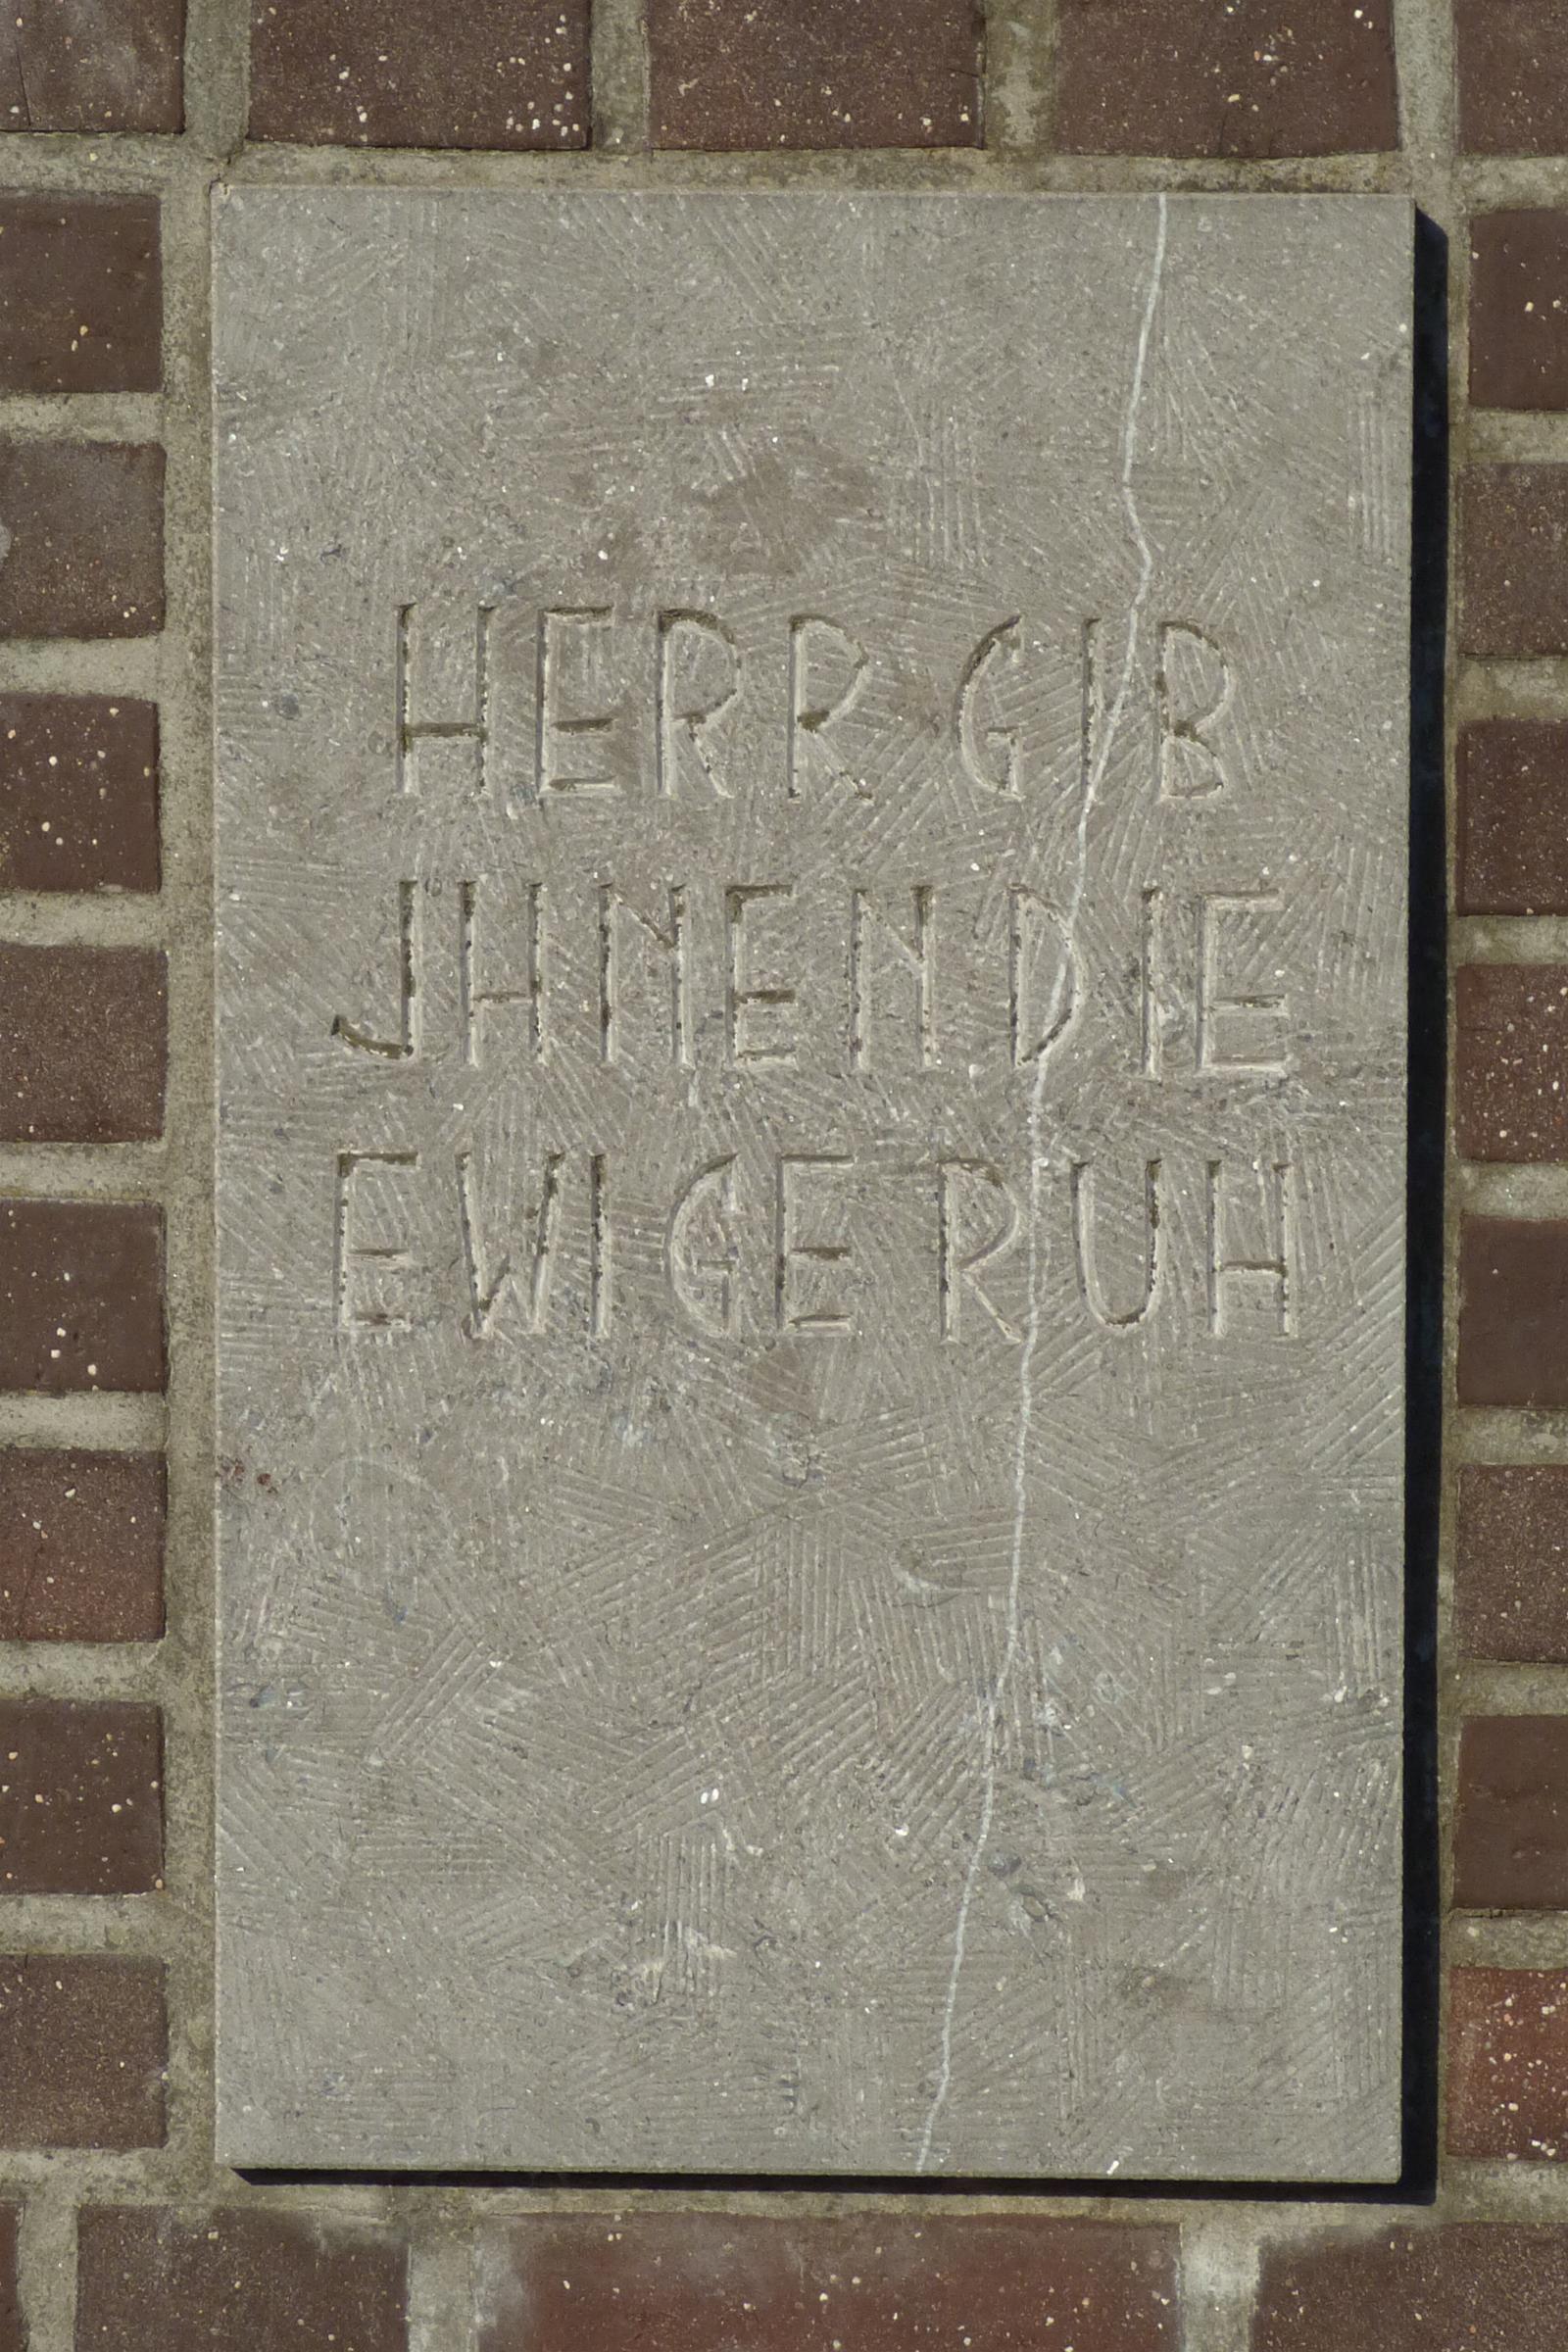 HERR GIB
JHNEN DIE
EWIGE RUH